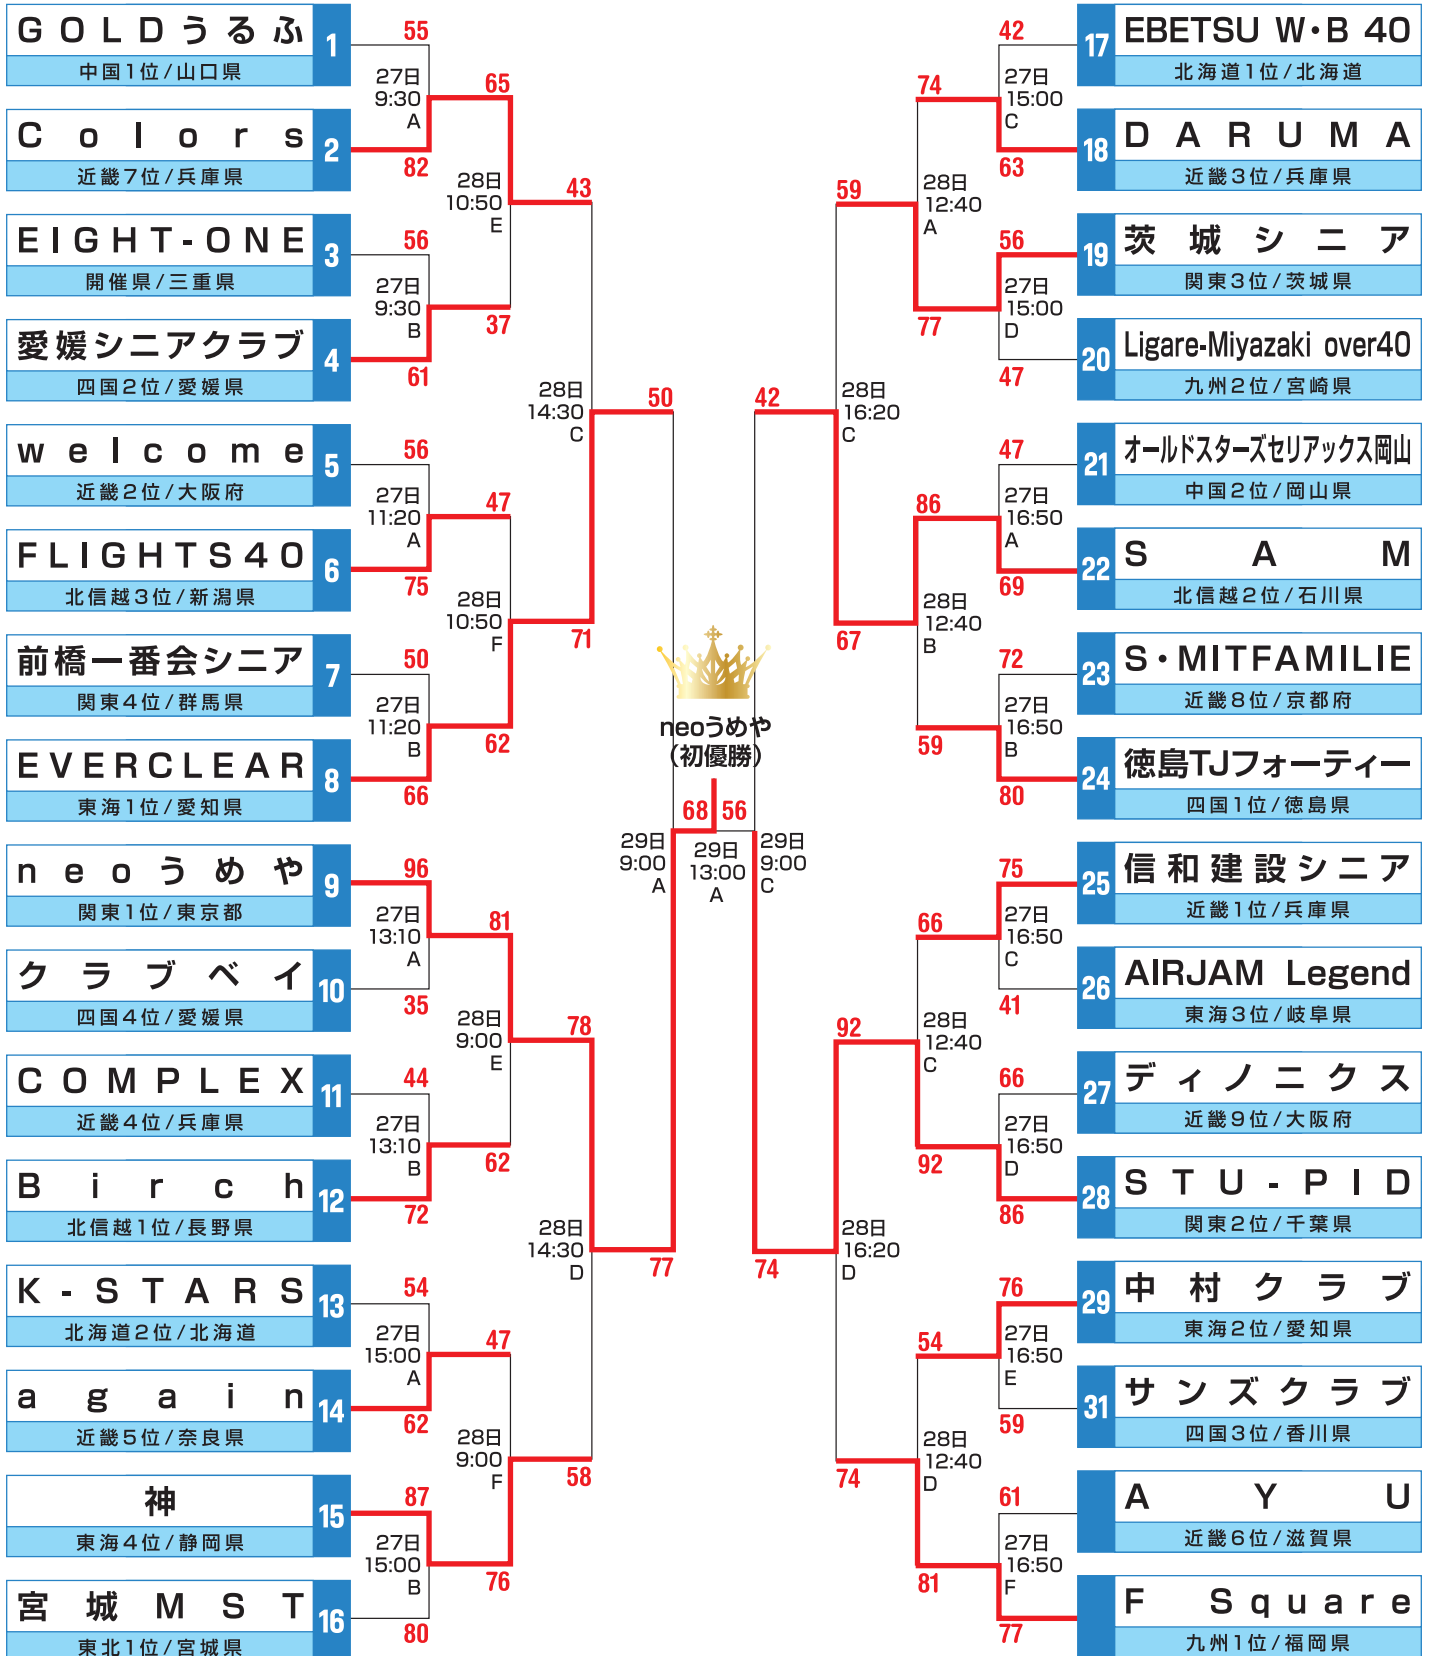 GOLDうるふ
中国1位/山口県
1
Colors
近畿7位/兵庫県
2
EIGHT-ONE
開催県/三重県
3
愛媛シニアクラブ
四国2位/愛媛県
4
welcome
近畿2位/大阪府
5
FLIGHTS40
北信越3位/新潟県
6
前橋一番会シニア
関東4位/群馬県
7
EVERCLEAR
東海1位/愛知県
8
neoうめや
関東1位/東京都
9
クラブベイ
四国4位/愛媛県
10
COMPLEX
近畿4位/兵庫県
11
Birch
北信越1位/長野県
12
K-STARS
北海道2位/北海道
13
again
近畿5位/奈良県
14
神
東海4位/静岡県
15
宮城MST
東北1位/宮城県
16
55
27日
9:30
A
82
56
27日
9:30
B
61
56
27日
11:20
A
75
50
27日
11:20
B
66
96
27日
13:10
A
35
44
27日
13:10
B
72
54
27日
15:00
A
62
87
27日
15:00
B
80
65
28日
10:50
E
37
47
28日
10:50
F
62
81
28日
9:00
E
62
47
28日
9:00
F
76
43
28日
14:30
C
71
78
28日
14:30
D
58
50
29日
9:00
A
77
neoうめや
(初優勝)
68
56
29日
13:00
A
42
29日
9:00
C
74
59
28日
16:20
C
67
92
28日
16:20
D
74
74
28日
12:40
A
77
86
28日
12:40
B
59
66
28日
12:40
C
92
54
28日
12:40
D
81
42
27日
15:00
C
63
56
27日
15:00
D
47
47
27日
16:50
A
69
72
27日
16:50
B
80
75
27日
16:50
C
41
66
27日
16:50
D
86
76
27日
16:50
E
59
61
27日
16:50
F
77
17
EBETSU W・B 40
北海道1位/北海道
18
DARUMA
近畿3位/兵庫県
19
茨城シニア
関東3位/茨城県
20
Ligare-Miyazaki over40
九州2位/宮崎県
21
オールドスターズセリアックス岡山
中国2位/岡山県
22
SAM
北信越2位/石川県
23
S・MITFAMILIE
近畿8位/京都府
24
徳島TJフォーティー
四国1位/徳島県
25
信和建設シニア
近畿1位/兵庫県
26
AIRJAM Legend
東海3位/岐阜県
27
ディノニクス
近畿9位/大阪府
28
STU-PID
関東2位/千葉県
29
中村クラブ
東海2位/愛知県
31
サンズクラブ
四国3位/香川県
AYU
近畿6位/滋賀県
F Square
九州1位/福岡県